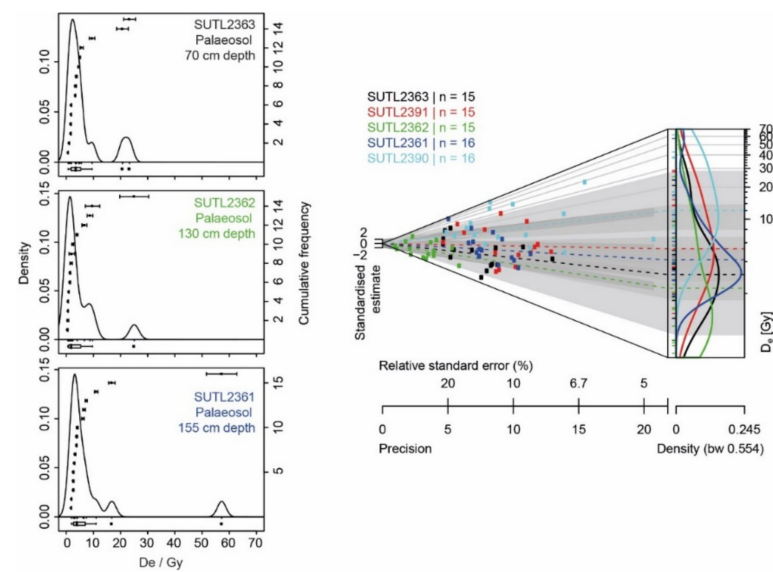 SUTL2363
Palaeosol
70 cm depth
0.00 0.05 0.10
2 4 6 8 10 12 14
SUTL2362
Palaeosol
130 cm depth
0.00 0.05 0.10 0.15
2 4 6 8 10 12 14
Density
Cumulative frequency
SUTL2361
Palaeosol
155 cm depth
0.00 0.05 0.10 0.15
5 10 15
0 10 20 30 40 50 60 70
De / Gy
SUTL2363 | n = 15
SUTL2391 | n = 15
SUTL2362 | n = 15
SUTL2361 | n = 16
SUTL2390 | n = 16
2
0
−2
Standardised
estimate
70
60
50
40
30
20
10
De [Gy]
Relative standard error (%)
20 10 6.7 5
0 5 10 15 20
Precision
0 0.245
Density (bw 0.554)